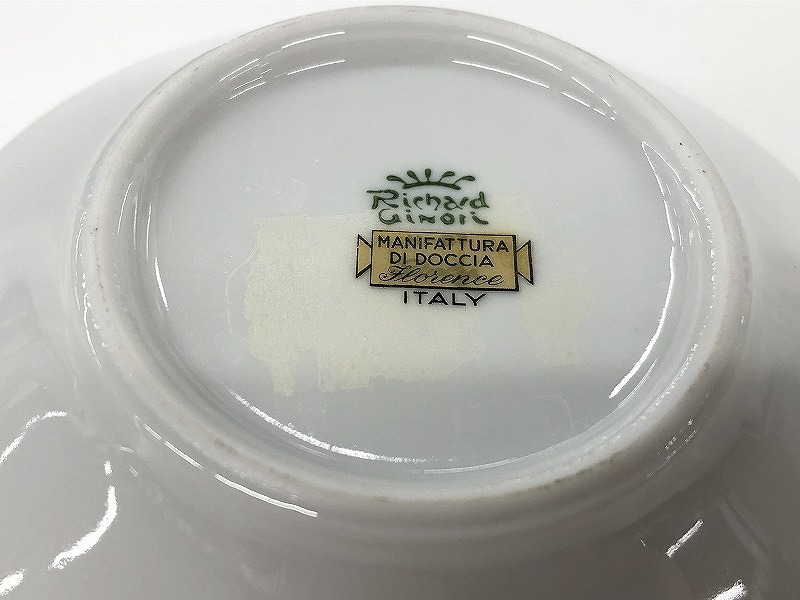 Richard
Ginori
MANIFATTURA
DI DOCCIA
Florence
ITALY